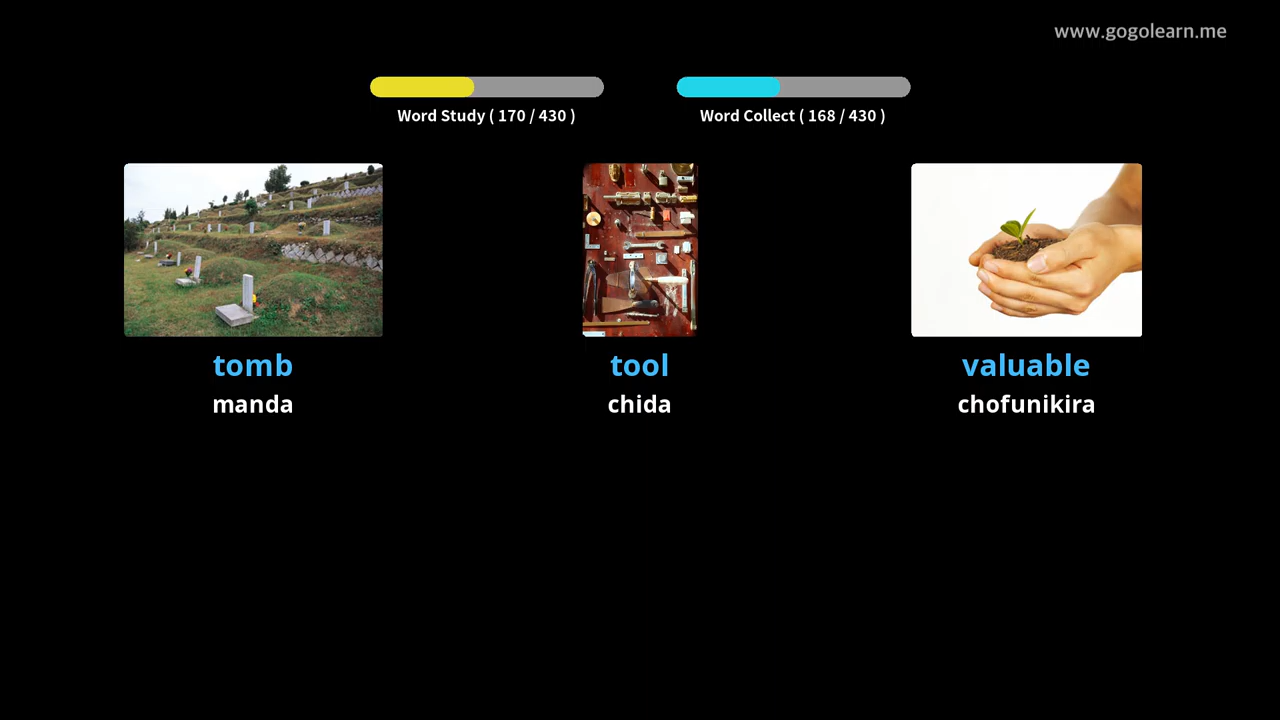 www.gogolearn.me
Word Study ( 170 / 430 )
Word Collect ( 168 / 430 )
tomb
manda
tool
chida
valuable
chofunikira